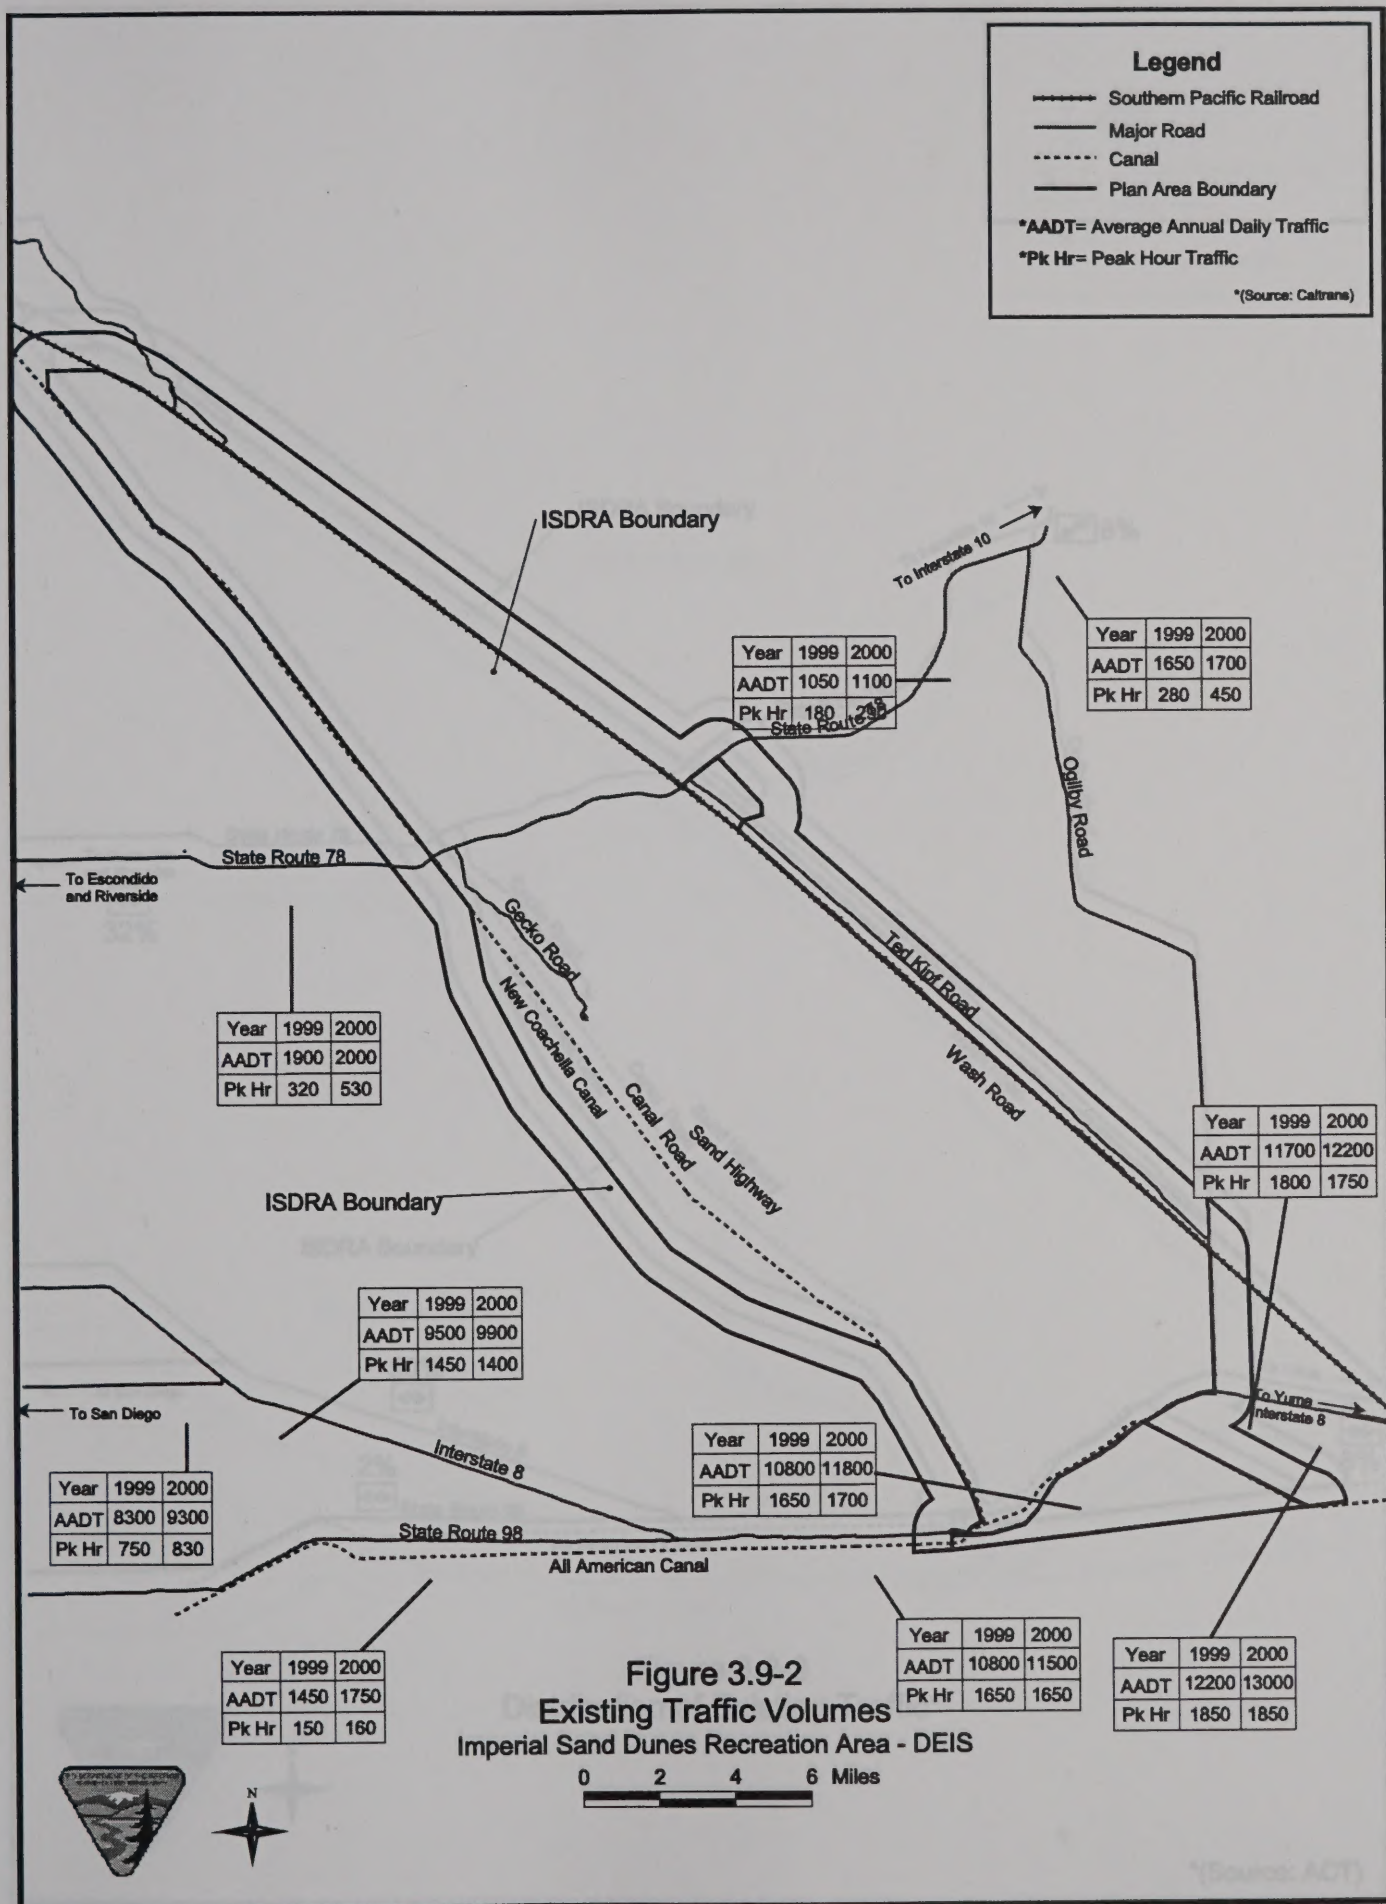 Legend
Southern Pacific Railroad
Major Road
Canal
Plan Area Boundary
*AADT= Average Annual Daily Traffic
*Pk Hr= Peak Hour Traffic
*(Source: Caltrans)
ISDRA Boundary
To Interstate 10
Year 1999 2000
AADT 1650 1700
Pk Hr 280 450
Year 1999 2000
AADT 1050 1100
Pk Hr 180
State Route 78
Ogilby Road
State Route 78
To Escondido
and Riverside
Gecko Road
Ted Kipf Road
New Coachella Canal
Wash Road
Year 1999 2000
AADT 1900 2000
Pk Hr 320 530
Canal Road
Sand Highway
Year 1999 2000
AADT 11700 12200
Pk Hr 1800 1750
ISDRA Boundary
Year 1999 2000
AADT 9500 9900
Pk Hr 1450 1400
To San Diego
To Yuma
Interstate 8
Interstate 8
Year 1999 2000
AADT 10800 11800
Pk Hr 1650 1700
Year 1999 2000
AADT 8300 9300
Pk Hr 750 830
State Route 98
All American Canal
Year 1999 2000
AADT 1450 1750
Pk Hr 150 160
Year 1999 2000
AADT 10800 11500
Pk Hr 1650 1650
Year 1999 2000
AADT 12200 13000
Pk Hr 1850 1850
Figure 3.9-2
Existing Traffic Volumes
Imperial Sand Dunes Recreation Area - DEIS
0 2 4 6 Miles
N